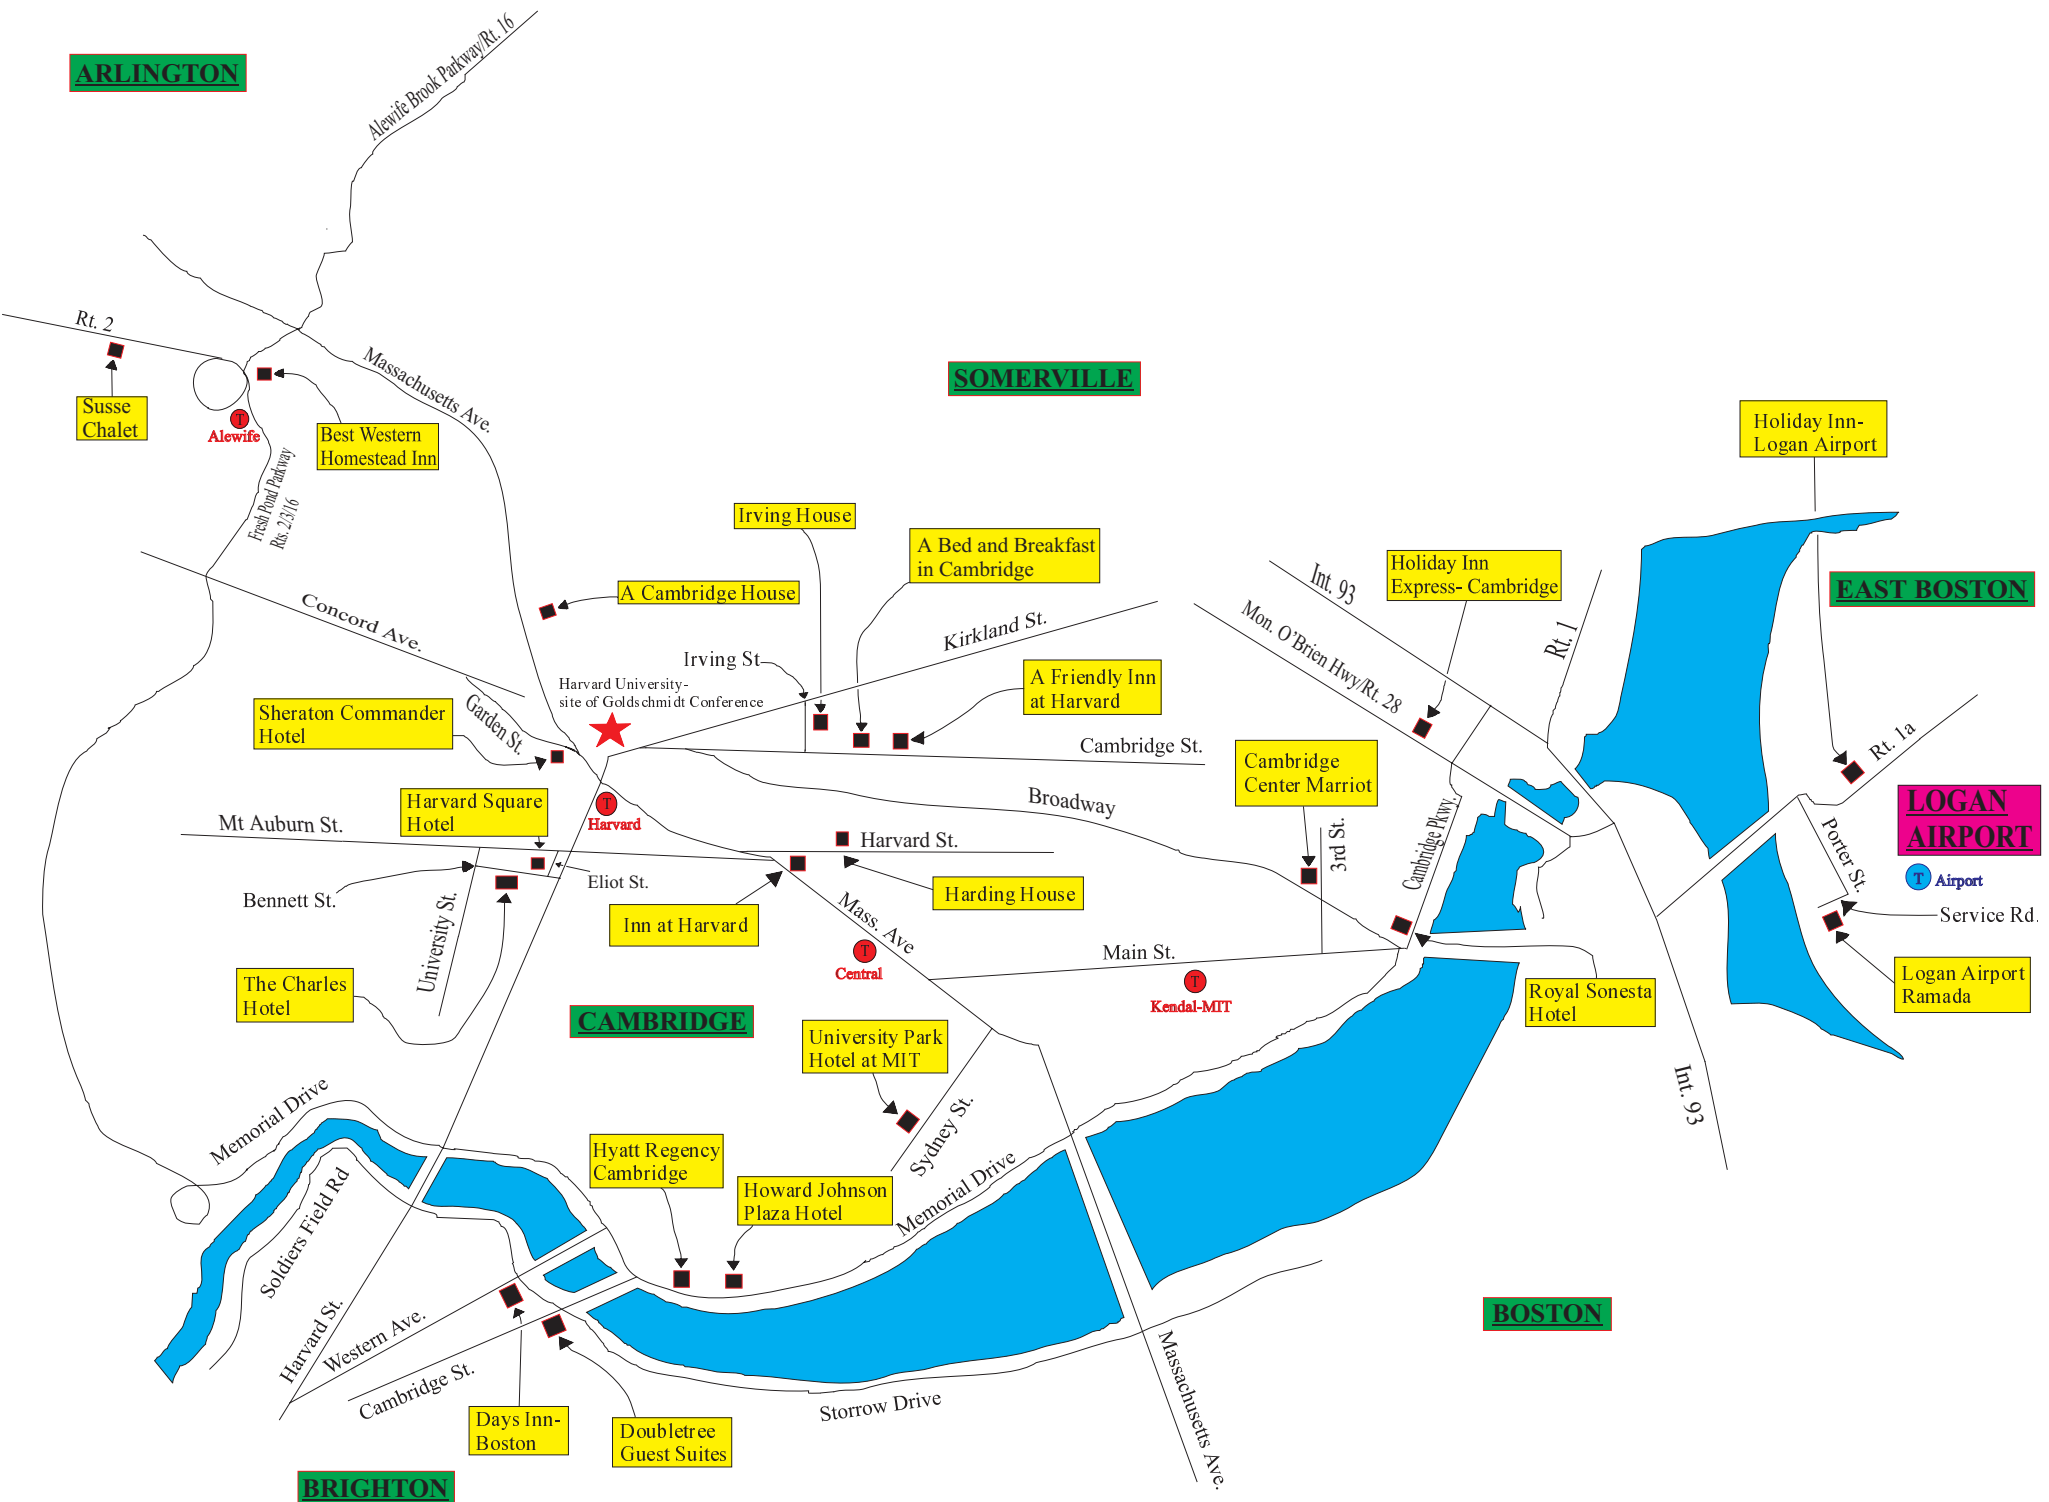 ARLINGTON
Alewife Brook Parkway/Rt. 16
Rt. 2
Susse
Chalet
T
Alewife
Best Western
Homestead Inn
Massachusetts Ave.
Fresh Pond Parkway
Rts. 2/3/16
SOMERVILLE
Holiday Inn-
Logan Airport
Irving House
A Bed and Breakfast
in Cambridge
Holiday Inn
Express- Cambridge
Int. 93
Rt. 1
EAST BOSTON
A Cambridge House
Concord Ave.
Kirkland St.
Mon. O'Brien Hwy/Rt. 28
Irving St
Harvard University-
site of Goldschmidt Conference
A Friendly Inn
at Harvard
Sheraton Commander
Hotel
Garden St.
Cambridge St.
Cambridge
Center Marriot
Rt. 1a
LOGAN
AIRPORT
T
Airport
Harvard Square
Hotel
T
Harvard
Broadway
Mt Auburn St.
Harvard St.
3rd St.
Cambridge Pkwy.
Porter St.
Bennett St.
Eliot St.
Harding House
Inn at Harvard
Mass. Ave
University St.
Service Rd.
T
Central
Main St.
T
Kendal-MIT
The Charles
Hotel
CAMBRIDGE
Royal Sonesta
Hotel
Logan Airport
Ramada
University Park
Hotel at MIT
Sydney St.
Int. 93
Memorial Drive
Hyatt Regency
Cambridge
Howard Johnson
Plaza Hotel
Memorial Drive
Soldiers Field Rd
Harvard St.
Western Ave.
Cambridge St.
BOSTON
Massachusetts Ave.
Storrow Drive
Days Inn-
Boston
Doubletree
Guest Suites
BRIGHTON